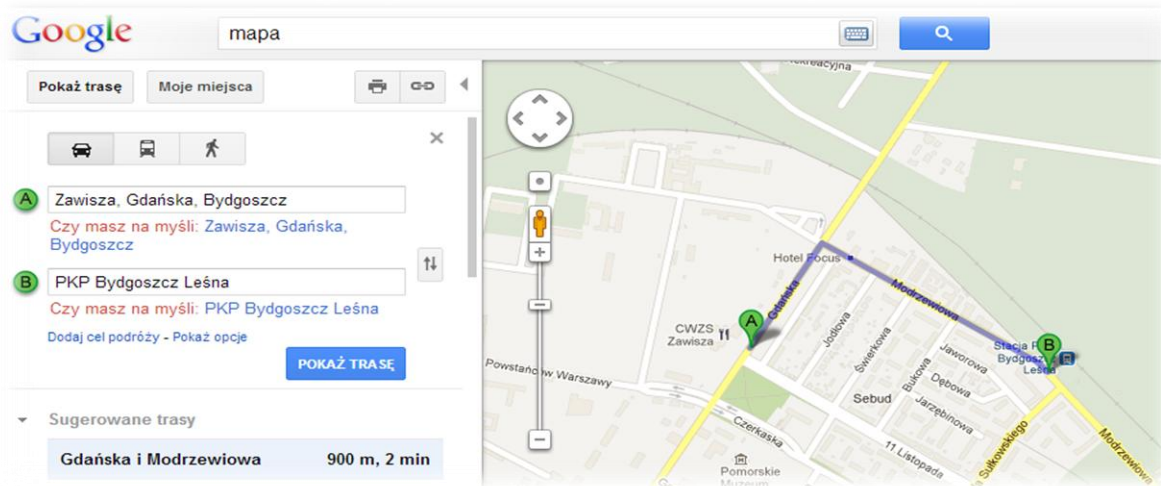 Google
mapa
Pokaż trasę
Moje miejsca
A
Zawisza, Gdańska, Bydgoszcz
Czy masz na myśli: Zawisza, Gdańska,
Bydgoszcz
B
PKP Bydgoszcz Leśna
Czy masz na myśli: PKP Bydgoszcz Leśna
Dodaj cel podróży - Pokaż opcje
POKAŻ TRASĘ
Sugerowane trasy
Gdańska i Modrzewiowa 900 m, 2 min
Hotel Focus
Gdańska
Modrzewiowa
A
CWZS
Zawisza
Jodłowa
Świerkowa
Stacja
B
Leśna
Jaworowa
Bukowa
Dębowa
Powstańców Warszawy
Sebud
Jarzębinowa
Czerkaska
11 Listopada
Sułkowskiego
Modrzewiowa
Pomorskie
Muzeum